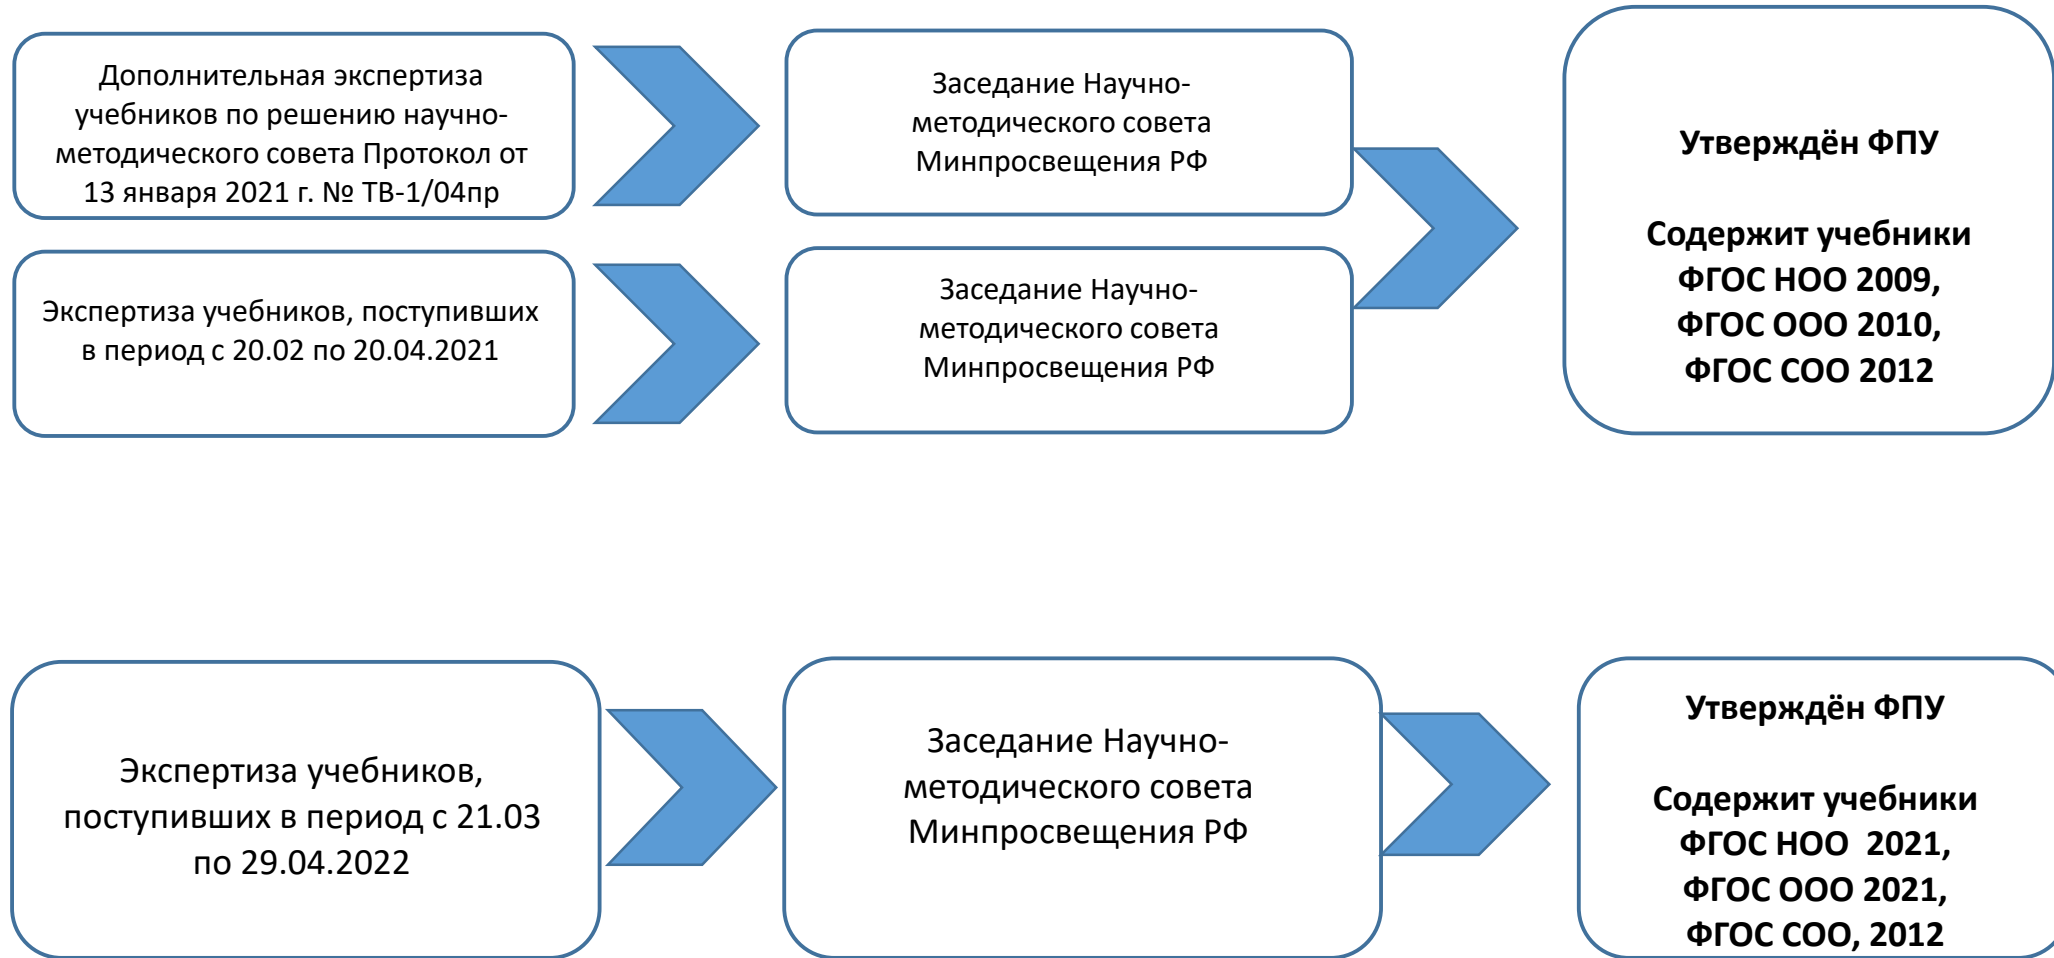 Дополнительная экспертиза
учебников по решению научно-
методического совета Протокол от
13 января 2021 г. № ТВ-1/04пр
Заседание Научно-
методического совета
Минпросвещения РФ
Утверждён ФПУ
Содержит учебники
ФГОС НОО 2009,
ФГОС ООО 2010,
ФГОС СОО 2012
Экспертиза учебников, поступивших
в период с 20.02 по 20.04.2021
Заседание Научно-
методического совета
Минпросвещения РФ
Экспертиза учебников,
поступивших в период с 21.03
по 29.04.2022
Заседание Научно-
методического совета
Минпросвещения РФ
Утверждён ФПУ
Содержит учебники
ФГОС НОО  2021,
ФГОС ООО 2021,
ФГОС СОО, 2012